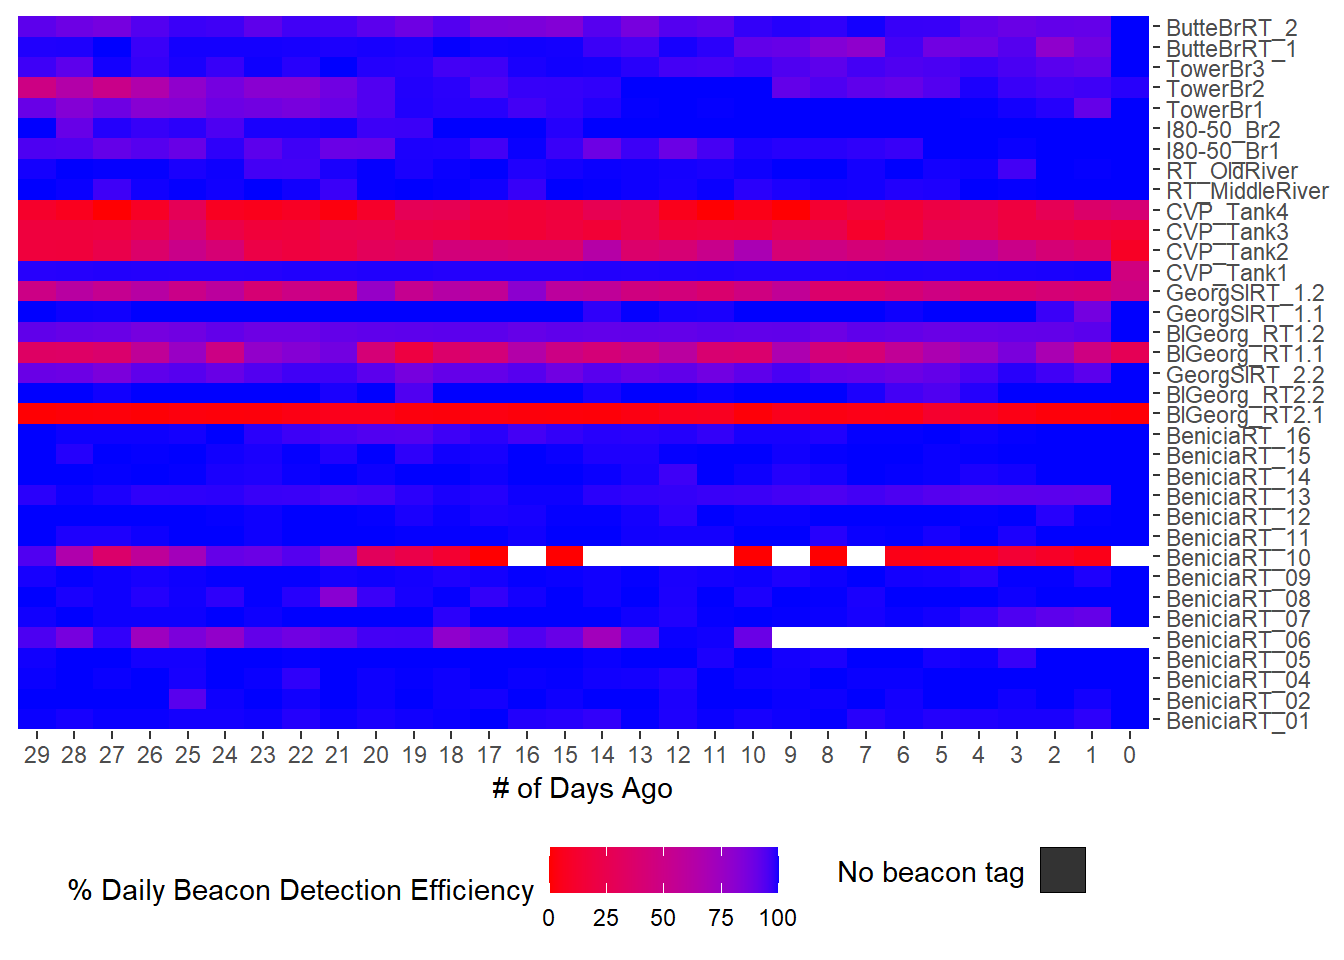 ButteBrRT_2
ButteBrRT_1
TowerBr3
TowerBr2
TowerBr1
I80-50_Br2
I80-50_Br1
RT_OldRiver
RT_MiddleRiver
CVP_Tank4
CVP_Tank3
CVP_Tank2
CVP_Tank1
GeorgSlRT_1.2
GeorgSlRT_1.1
BlGeorg_RT1.2
BlGeorg_RT1.1
GeorgSlRT_2.2
BlGeorg_RT2.2
BlGeorg_RT2.1
BeniciaRT_16
BeniciaRT_15
BeniciaRT_14
BeniciaRT_13
BeniciaRT_12
BeniciaRT_11
BeniciaRT_10
BeniciaRT_09
BeniciaRT_08
BeniciaRT_07
BeniciaRT_06
BeniciaRT_05
BeniciaRT_04
BeniciaRT_02
BeniciaRT_01
29 28 27 26 25 24 23 22 21 20 19 18 17 16 15 14 13 12 11 10 9 8 7 6 5 4 3 2 1 0
# of Days Ago
% Daily Beacon Detection Efficiency
0 25 50 75 100
No beacon tag